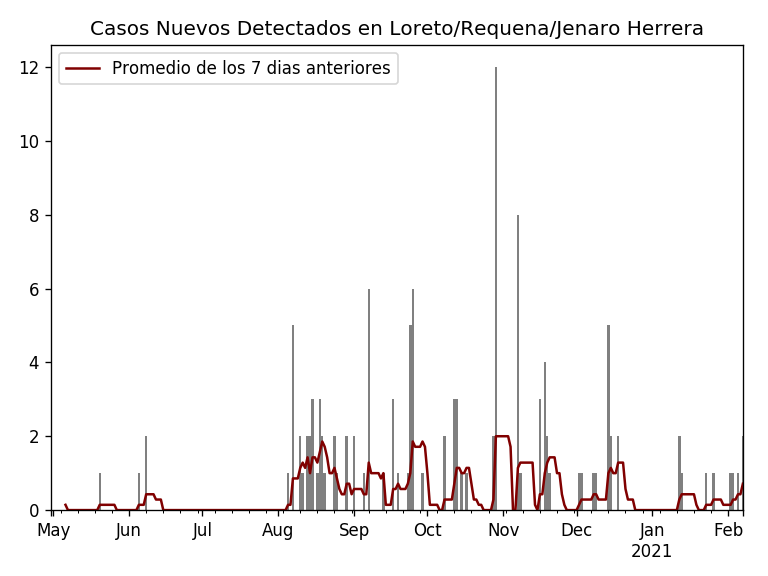 Casos Nuevos Detectados en Loreto/Requena/Jenaro Herrera
Promedio de los 7 dias anteriores
12
10
8
6
4
2
0
May Jun Jul Aug Sep Oct Nov Dec Jan Feb
2021